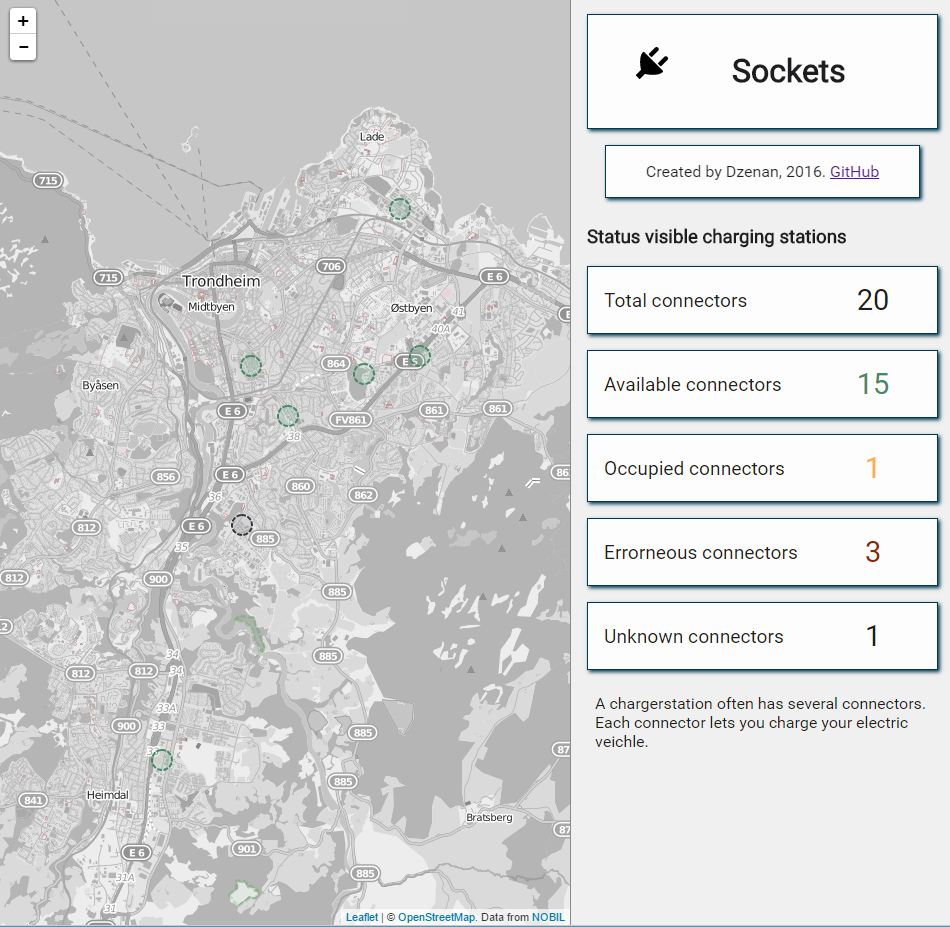 +
−
Lade
715
706
E 6
715
Trondheim
Midtbyen
Østbyen
41
40A
864
E 6
Byåsen
E 6
861
861
FV861
38
856
E 6
860
862
36
812
E 6
885
35
812
900
885
34
885
812
812
34
33A
900
33
885
885
841
Heimdal
Bratsberg
901
E 6
885
31A
31
Leaflet | © OpenStreetMap. Data from NOBIL
Sockets
Created by Dzenan, 2016. GitHub
Status visible charging stations
Total connectors 20
Available connectors 15
Occupied connectors 1
Errorneous connectors 3
Unknown connectors 1
A chargerstation often has several connectors.
Each connector lets you charge your electric
veichle.